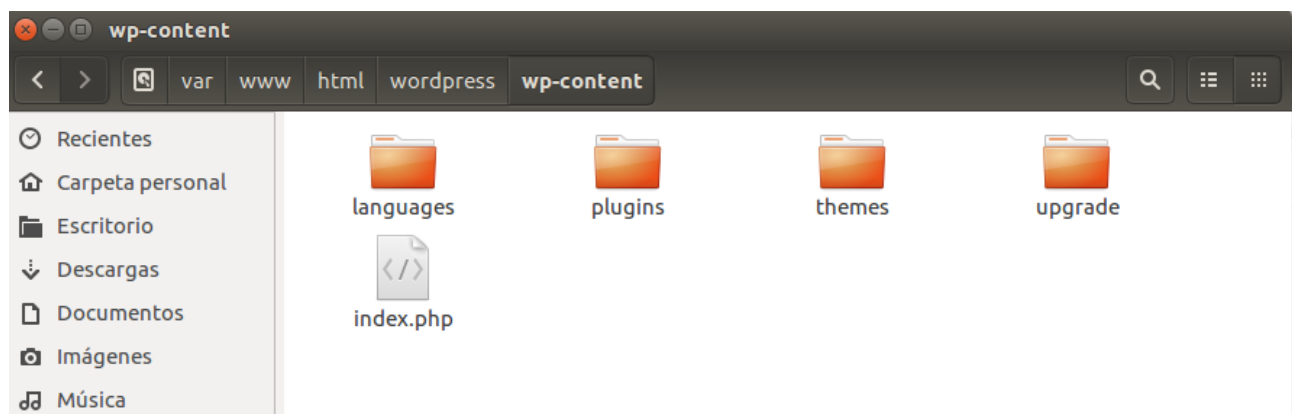 wp-content
var www html wordpress wp-content
Recientes
Carpeta personal
Escritorio
Descargas
Documentos
Imágenes
Música
languages plugins themes upgrade
index.php